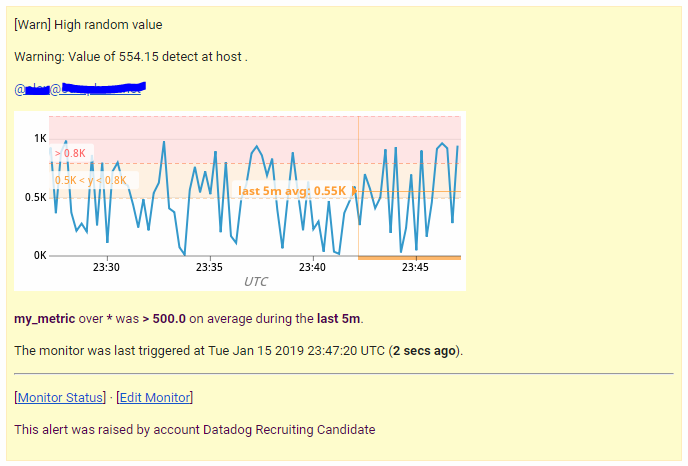 [Warn] High random value
Warning: Value of 554.15 detect at host .
@
1K
> 0.8K
0.5K < y < 0.8K
last 5m avg: 0.55K
0.5K
0K
23:30 23:35 23:40 23:45
UTC
my_metric over * was > 500.0 on average during the last 5m.
The monitor was last triggered at Tue Jan 15 2019 23:47:20 UTC (2 secs ago).
[Monitor Status] · [Edit Monitor]
This alert was raised by account Datadog Recruiting Candidate